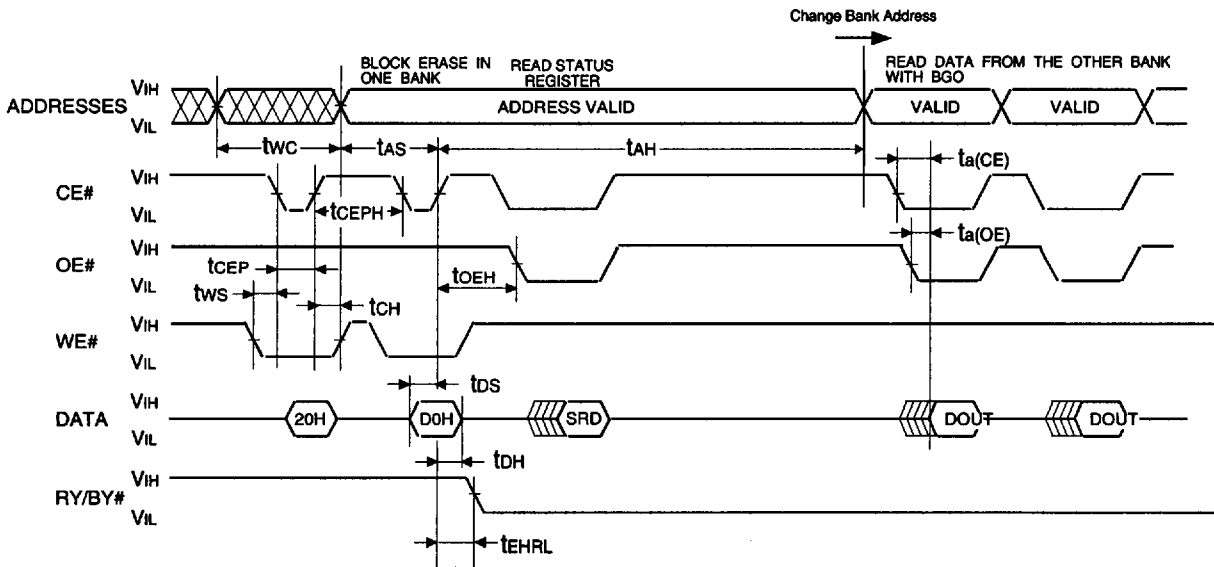 Change Bank Address
BLOCK ERASE IN
ONE BANK
READ STATUS
REGISTER
READ DATA FROM THE OTHER BANK
WITH BGO
ADDRESSES
VIH
VIL
ADDRESS VALID
VALID
VALID
tWC
tAS
tAH
ta(CE)
CE#
VIH
VIL
tCEPH
ta(OE)
OE#
VIH
VIL
tCEP
tOEH
tWS
tCH
WE#
VIH
VIL
tDS
DATA
VIH
VIL
20H
D0H
SRD
DOUT
DOUT
tDH
RY/BY#
VIH
VIL
tEHRL